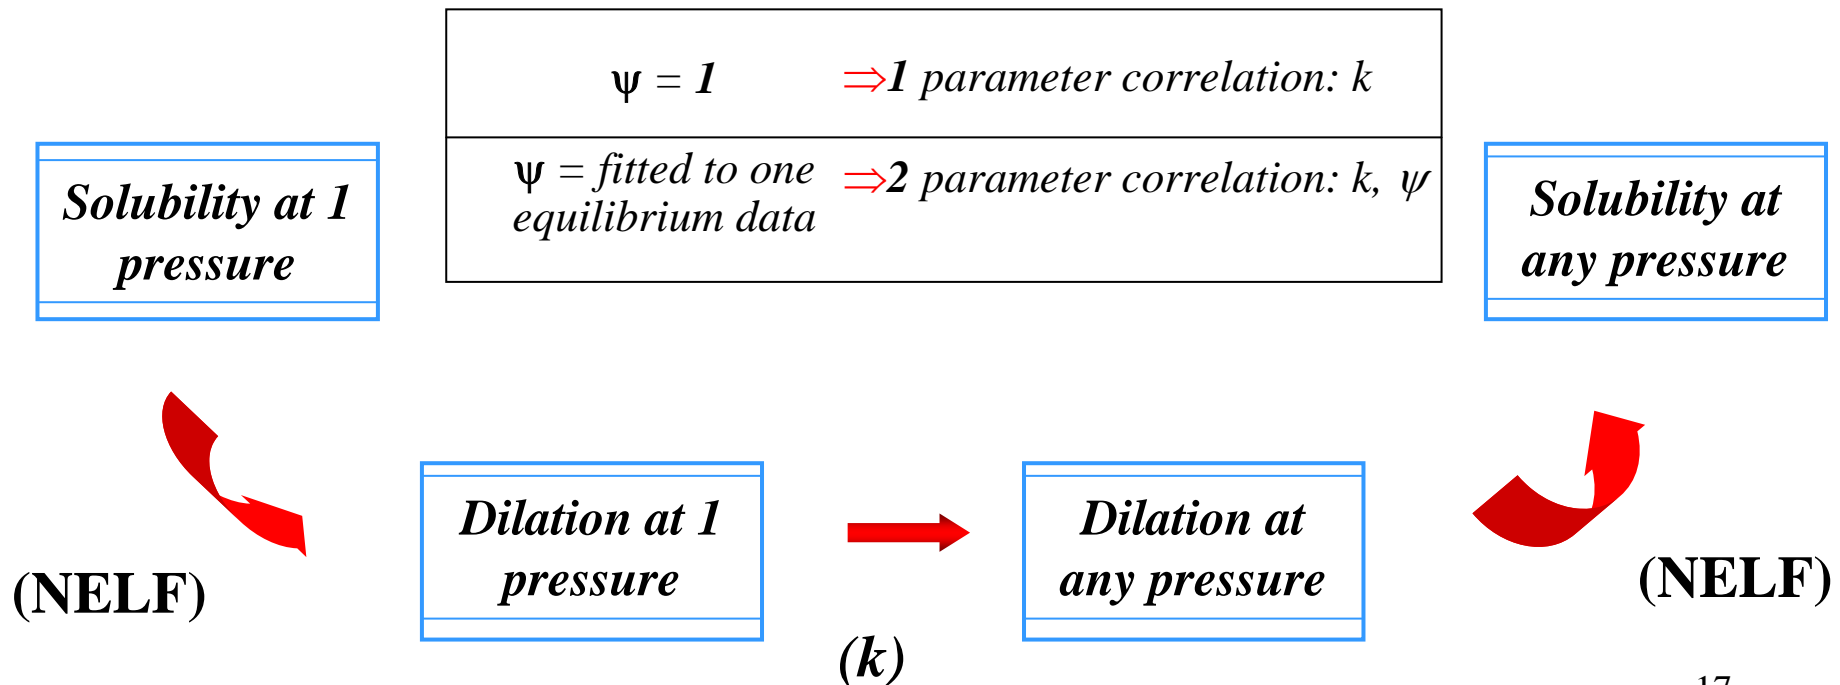 ψ = 1 ⇒1 parameter correlation: k
ψ = fitted to one ⇒2 parameter correlation: k, ψ
equilibrium data
Solubility at 1
pressure
Solubility at
any pressure
Dilation at 1
pressure
Dilation at
any pressure
(NELF)
(NELF)
(k)
17